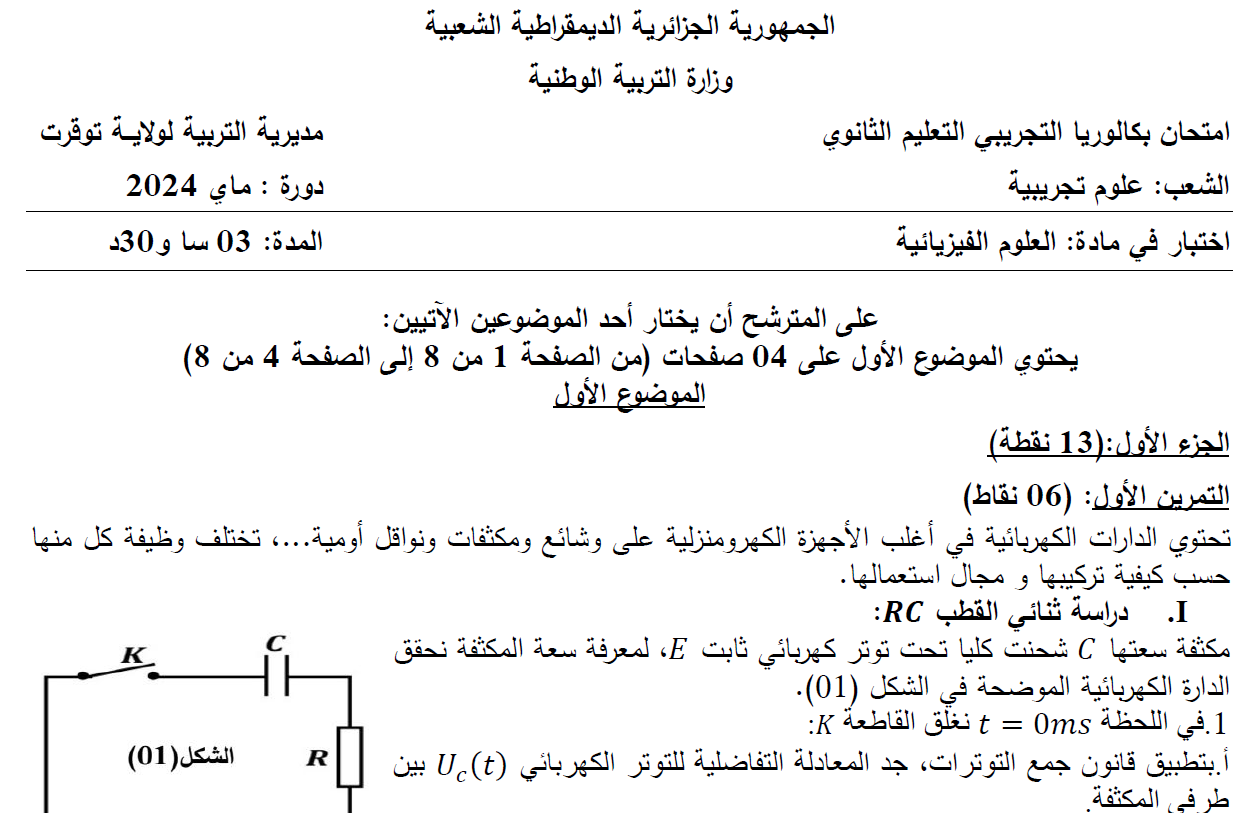 الجمهورية الجزائرية الديمقراطية الشعبية
وزارة التربية الوطنية
امتحان بكالوريا التجريبي التعليم الثانوي مديرية التربية لولايـة توقرت
الشعب: علوم تجريبية دورة : ماي 2024
اختبار في مادة: العلوم الفيزيائية المدة: 03 سا و30د
على المترشح أن يختار أحد الموضوعين الآتيين:
يحتوي الموضوع الأول على 04 صفحات (من الصفحة 1 من 8 إلى الصفحة 4 من 8)
الموضوع الأول
الجزء الأول:(13 نقطة)
التمرين الأول: (06 نقاط)
تحتوي الدارات الكهربائية في أغلب الأجهزة الكهرومنزلية على وشائع ومكثفات ونواقل أومية...، تختلف وظيفة كل منها
حسب كيفية تركيبها و مجال استعمالها.
I. دراسة ثنائي القطب RC:
مكثفة سعتها C شحنت كليا تحت توتر كهربائي ثابت E، لمعرفة سعة المكثفة نحقق
الدارة الكهربائية الموضحة في الشكل (01).
1.في اللحظة t = 0ms نغلق القاطعة K:
أ.بتطبيق قانون جمع التوترات، جد المعادلة التفاضلية للتوتر الكهربائي U_c(t) بين
طرفي المكثفة.
K
C
R
الشكل(01)